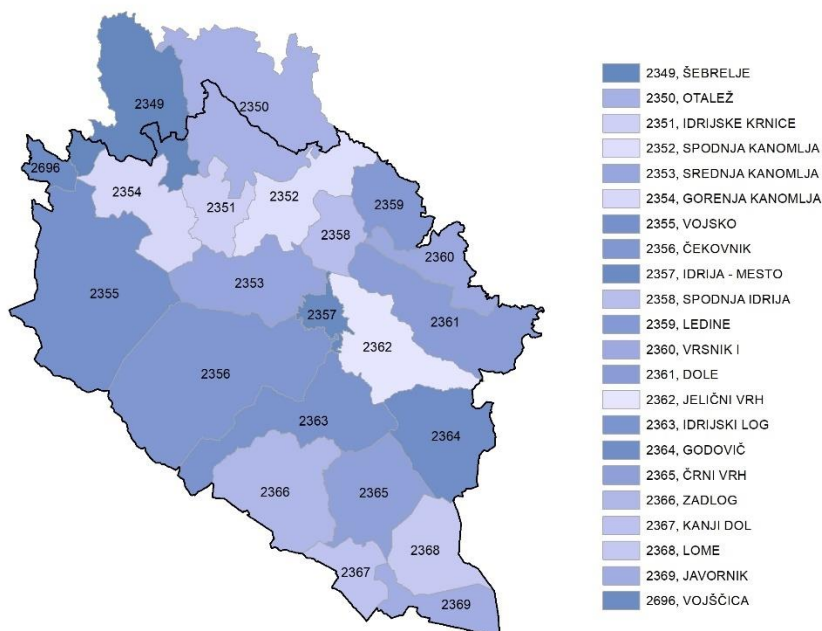 2349
2350
2696
2354
2351
2352
2359
2358
2360
2353
2355
2357
2361
2362
2356
2363
2364
2366
2365
2368
2367
2369
2349, ŠEBRELJE
2350, OTALEŽ
2351, IDRIJSKE KRNICE
2352, SPODNJA KANOMLJA
2353, SREDNJA KANOMLJA
2354, GORENJA KANOMLJA
2355, VOJSKO
2356, ČEKOVNIK
2357, IDRIJA - MESTO
2358, SPODNJA IDRIJA
2359, LEDINE
2360, VRSNIK I
2361, DOLE
2362, JELIČNI VRH
2363, IDRIJSKI LOG
2364, GODOVIČ
2365, ČRNI VRH
2366, ZADLOG
2367, KANJI DOL
2368, LOME
2369, JAVORNIK
2696, VOJŠČICA